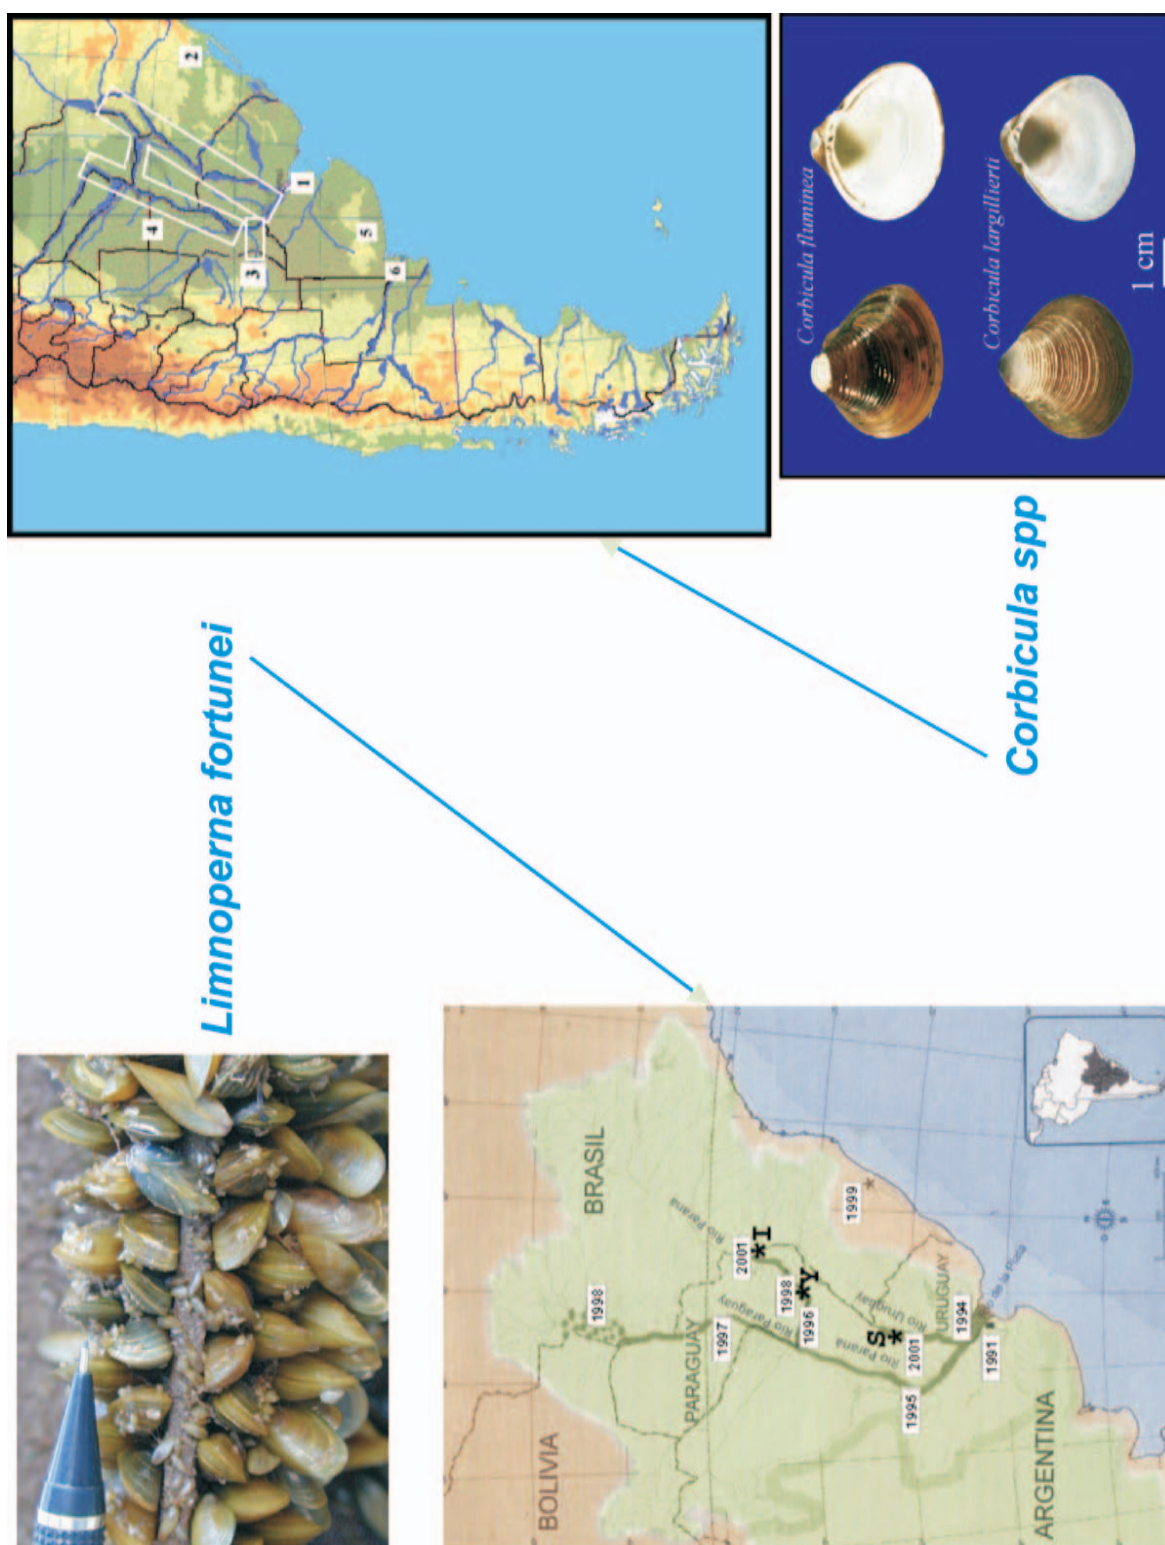 Limnoperna fortunei
Corbicula spp
1
2
3
4
5
6
Corbicula fluminea
Corbicula largillierti
1 cm
BOLIVIA
BRASIL
PARAGUAY
ARGENTINA
URUGUAY
Rio Parana
Rio Paraguay
Rio Parana
Rio Uruguay
de la Plata
1998
1997
2001
*I
1998
*Y
1996
S*
2001
1999
1995
1994
1991